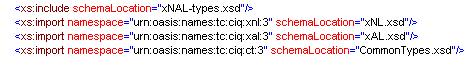 <xs:include schemaLocation="xNAL-types.xsd"/>
<xs:import namespace="urn:oasis:names:tc:ciq:xnl:3" schemaLocation="xNL.xsd"/>
<xs:import namespace="urn:oasis:names:tc:ciq:xal:3" schemaLocation="xAL.xsd"/>
<xs:import namespace="urn:oasis:names:tc:ciq:ct:3" schemaLocation="CommonTypes.xsd"/>